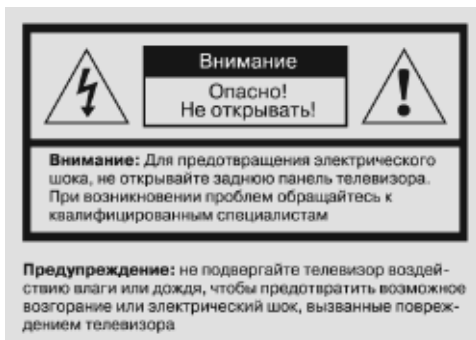 Внимание
Опасно!
Не открывать!
Внимание: Для предотвращения электрического
шока, не открывайте заднюю панель телевизора.
При возникновении проблем обращайтесь к
квалифицированным специалистам
Предупреждение: не подвергайте телевизор воздей-
ствию влаги или дождя, чтобы предотвратить возможное
возгорание или электрический шок, вызванные повреж-
дением телевизора